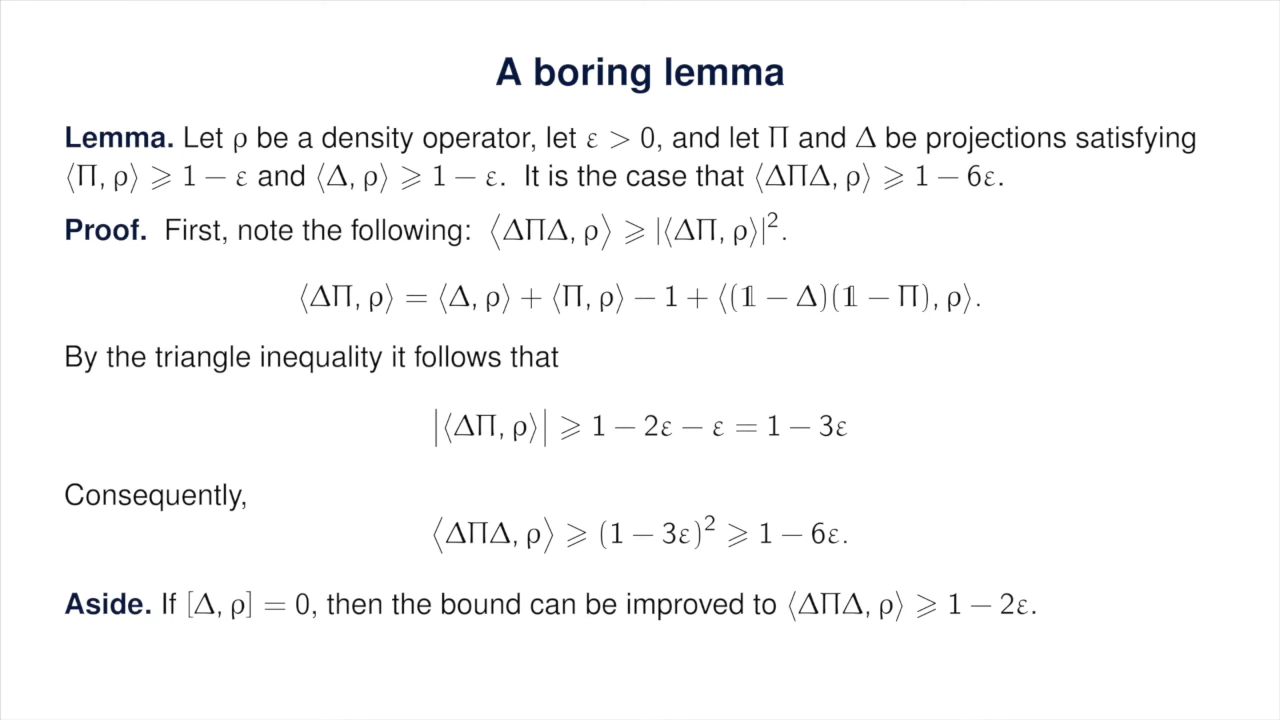 A boring lemma
Lemma. Let ρ be a density operator, let ε > 0, and let Π and Δ be projections satisfying
⟨Π, ρ⟩ ⩾ 1 − ε and ⟨Δ, ρ⟩ ⩾ 1 − ε. It is the case that ⟨ΔΠΔ, ρ⟩ ⩾ 1 − 6ε.
Proof. First, note the following: ⟨ΔΠΔ, ρ⟩ ⩾ |⟨ΔΠ, ρ⟩|².
⟨ΔΠ, ρ⟩ = ⟨Δ, ρ⟩ + ⟨Π, ρ⟩ − 1 + ⟨(𝟙 − Δ)(𝟙 − Π), ρ⟩.
By the triangle inequality it follows that
|⟨ΔΠ, ρ⟩| ⩾ 1 − 2ε − ε = 1 − 3ε
Consequently,
⟨ΔΠΔ, ρ⟩ ⩾ (1 − 3ε)² ⩾ 1 − 6ε.
Aside. If [Δ, ρ] = 0, then the bound can be improved to ⟨ΔΠΔ, ρ⟩ ⩾ 1 − 2ε.